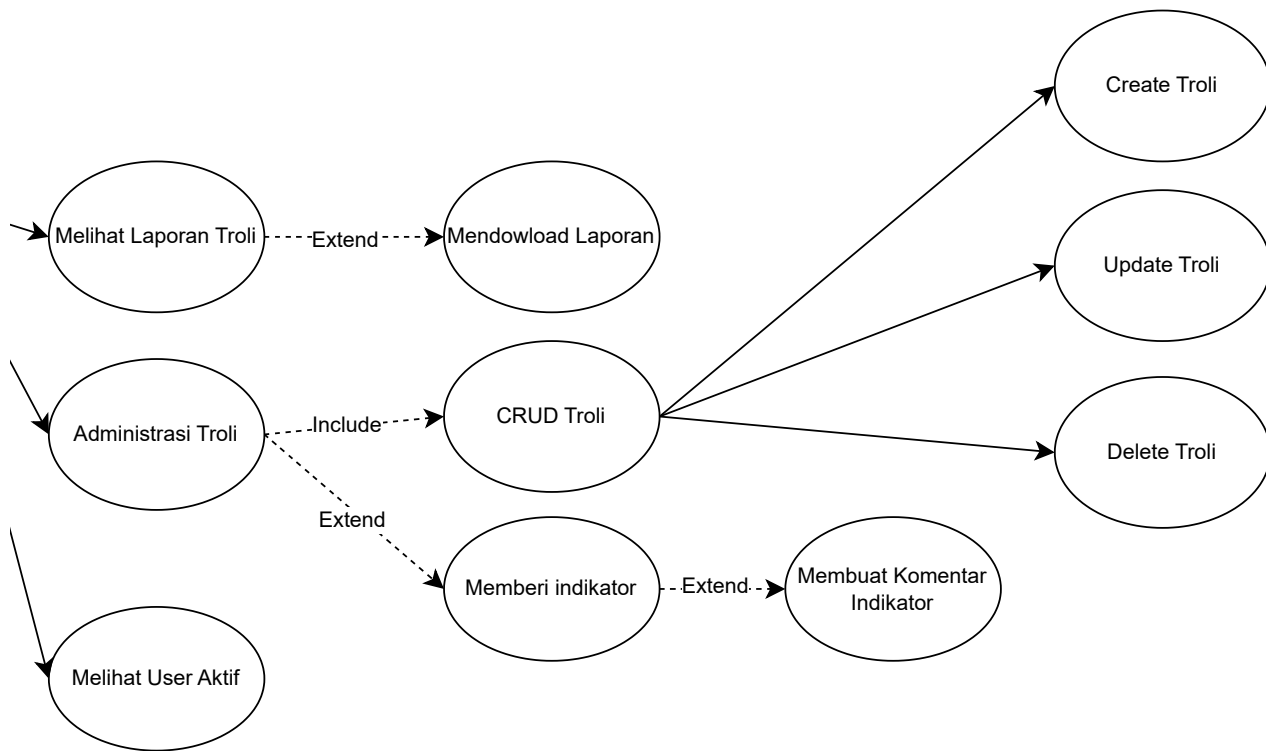 Create Troli
Melihat Laporan Troli
Extend
Mendowload Laporan
Update Troli
Administrasi Troli
Include
CRUD Troli
Delete Troli
Extend
Memberi indikator
Extend
Membuat Komentar
Indikator
Melihat User Aktif